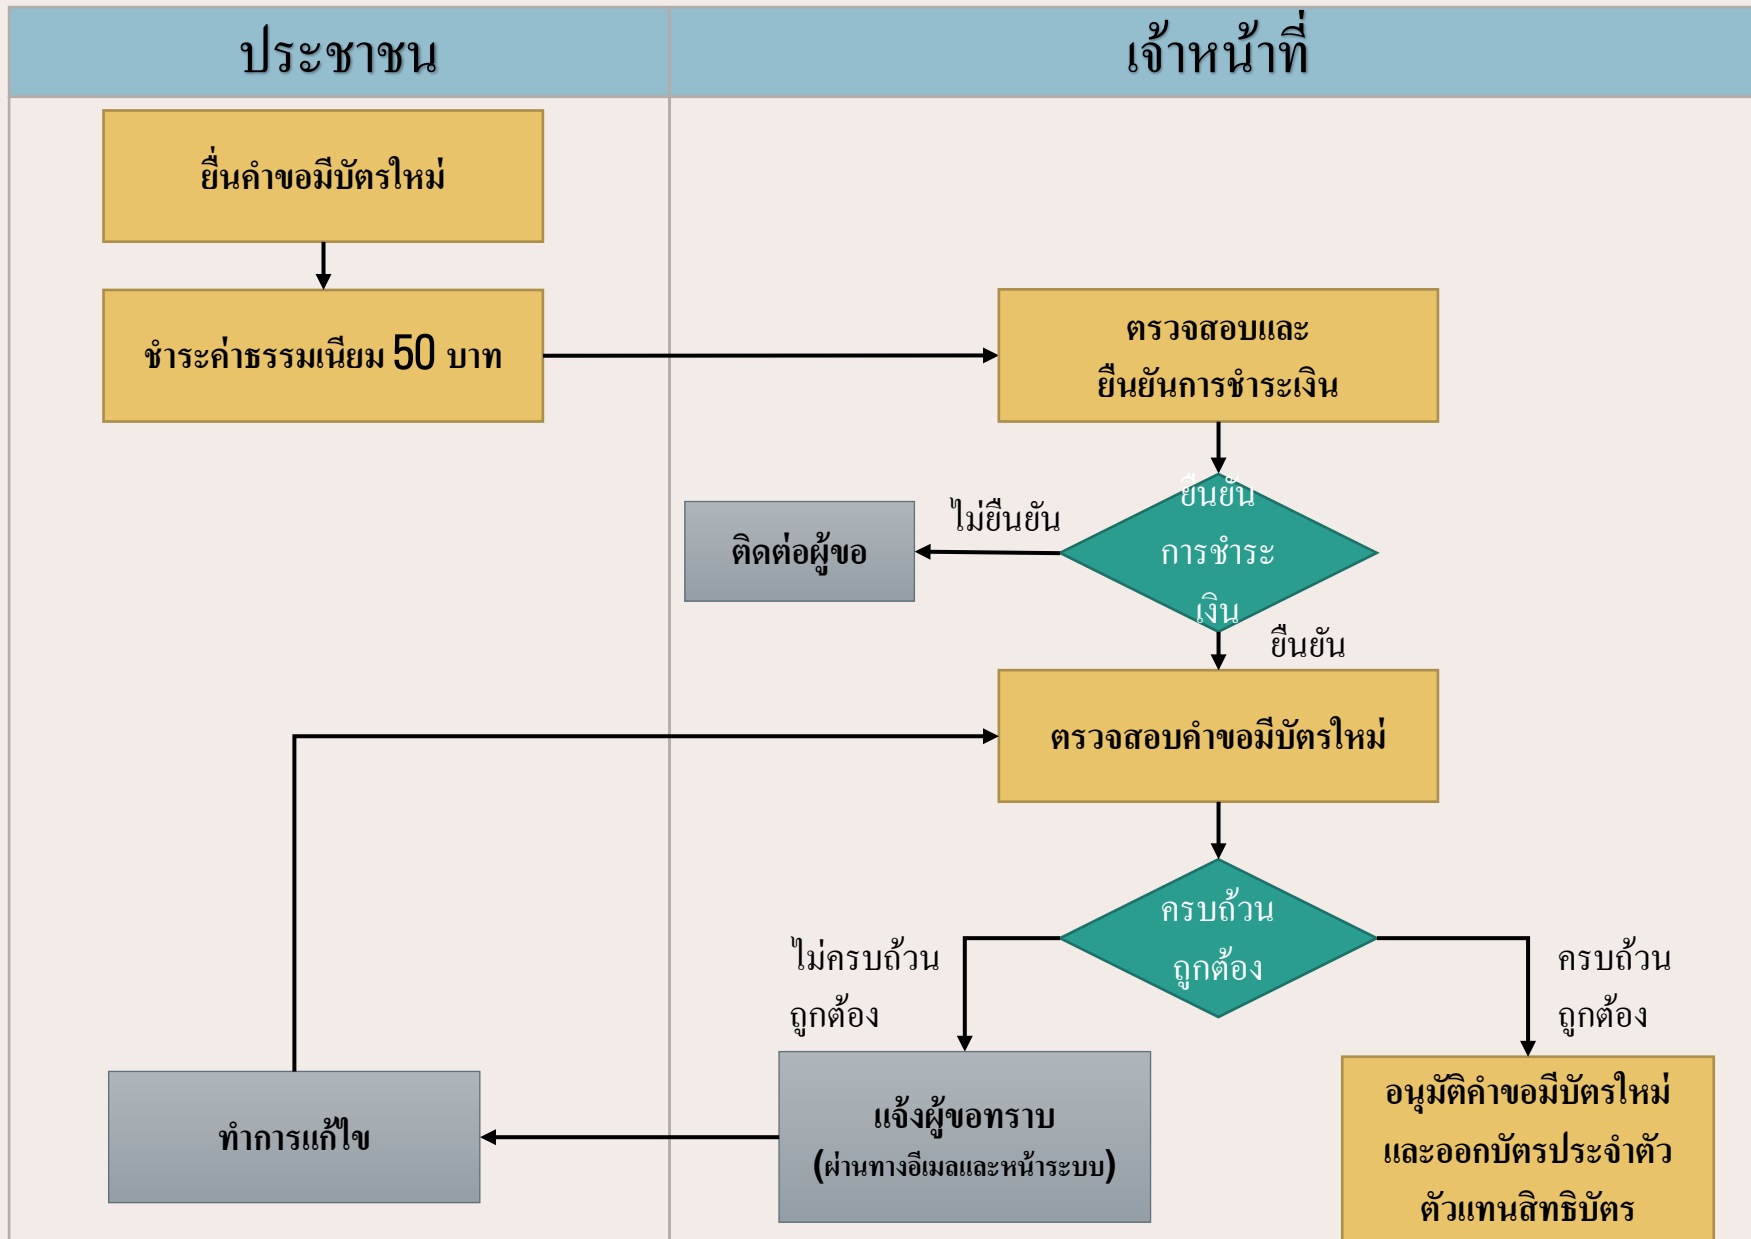 ประชาชน
เจ้าหน้าที่
ยื่นคำขอมีบัตรใหม่
ชำระค่าธรรมเนียม 50 บาท
ตรวจสอบและ
ยืนยันการชำระเงิน
ยืนยัน
การชำระ
เงิน
ไม่ยืนยัน
ติดต่อผู้ขอ
ยืนยัน
ตรวจสอบคำขอมีบัตรใหม่
ครบถ้วน
ถูกต้อง
ไม่ครบถ้วน
ถูกต้อง
ครบถ้วน
ถูกต้อง
แจ้งผู้ขอทราบ
(ผ่านทางอีเมลและหน้าระบบ)
ทำการแก้ไข
อนุมัติคำขอมีบัตรใหม่
และออกบัตรประจำตัว
ตัวแทนสิทธิบัตร